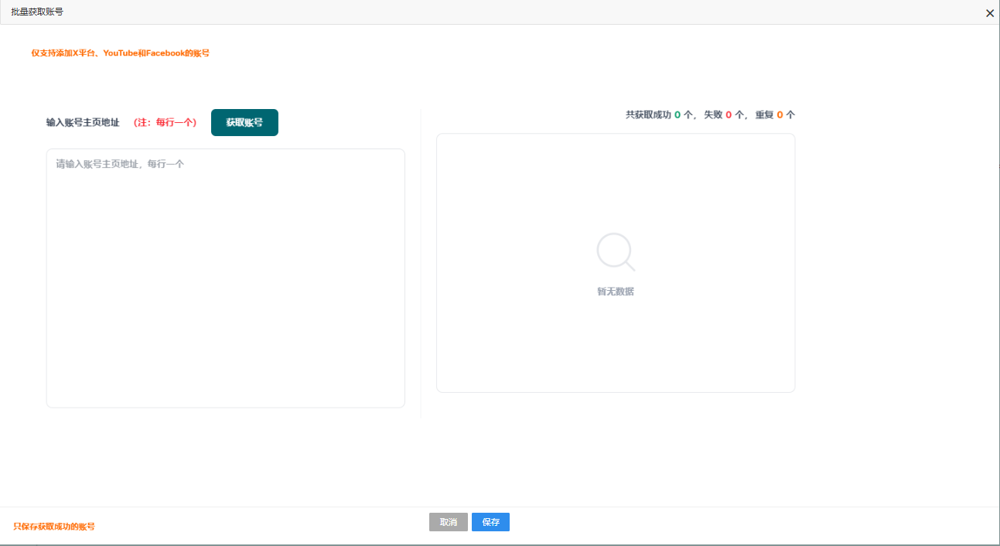 批量获取账号
仅支持添加X平台、YouTube和Facebook的账号
输入账号主页地址 （注：每行一个） 获取账号
请输入账号主页地址，每行一个
共获取成功 0 个， 失败 0 个， 重复 0 个
暂无数据
只保存获取成功的账号
取消 保存